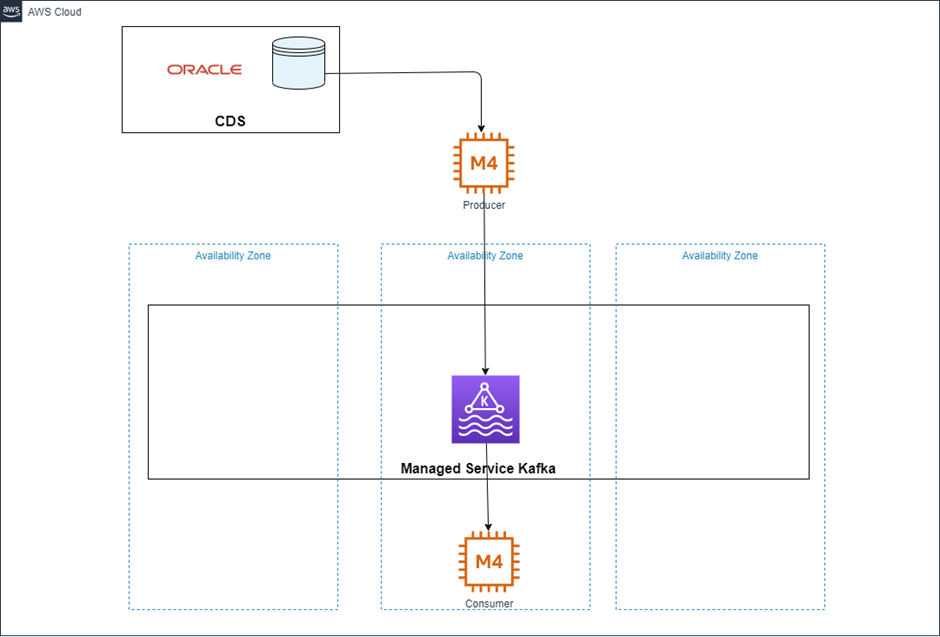 aws
AWS Cloud
ORACLE
CDS
M4
Producer
Availability Zone
Availability Zone
Availability Zone
K
Managed Service Kafka
M4
Consumer